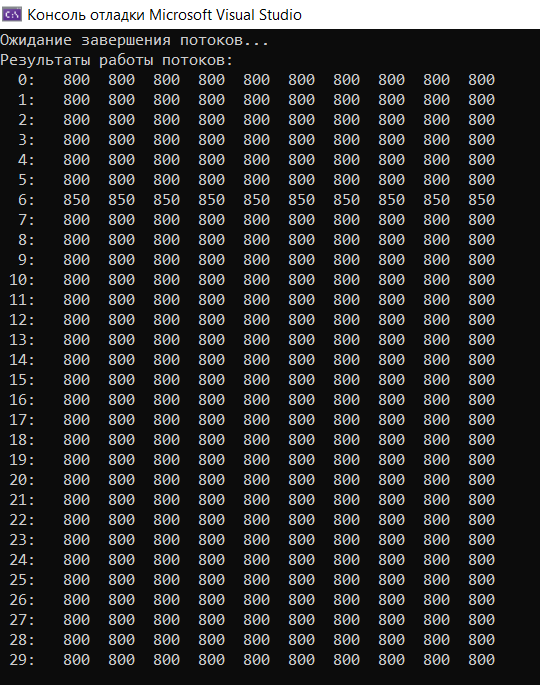 Консоль отладки Microsoft Visual Studio
Ожидание завершения потоков...
Результаты работы потоков:
0: 800 800 800 800 800 800 800 800 800 800
1: 800 800 800 800 800 800 800 800 800 800
2: 800 800 800 800 800 800 800 800 800 800
3: 800 800 800 800 800 800 800 800 800 800
4: 800 800 800 800 800 800 800 800 800 800
5: 800 800 800 800 800 800 800 800 800 800
6: 850 850 850 850 850 850 850 850 850 850
7: 800 800 800 800 800 800 800 800 800 800
8: 800 800 800 800 800 800 800 800 800 800
9: 800 800 800 800 800 800 800 800 800 800
10: 800 800 800 800 800 800 800 800 800 800
11: 800 800 800 800 800 800 800 800 800 800
12: 800 800 800 800 800 800 800 800 800 800
13: 800 800 800 800 800 800 800 800 800 800
14: 800 800 800 800 800 800 800 800 800 800
15: 800 800 800 800 800 800 800 800 800 800
16: 800 800 800 800 800 800 800 800 800 800
17: 800 800 800 800 800 800 800 800 800 800
18: 800 800 800 800 800 800 800 800 800 800
19: 800 800 800 800 800 800 800 800 800 800
20: 800 800 800 800 800 800 800 800 800 800
21: 800 800 800 800 800 800 800 800 800 800
22: 800 800 800 800 800 800 800 800 800 800
23: 800 800 800 800 800 800 800 800 800 800
24: 800 800 800 800 800 800 800 800 800 800
25: 800 800 800 800 800 800 800 800 800 800
26: 800 800 800 800 800 800 800 800 800 800
27: 800 800 800 800 800 800 800 800 800 800
28: 800 800 800 800 800 800 800 800 800 800
29: 800 800 800 800 800 800 800 800 800 800